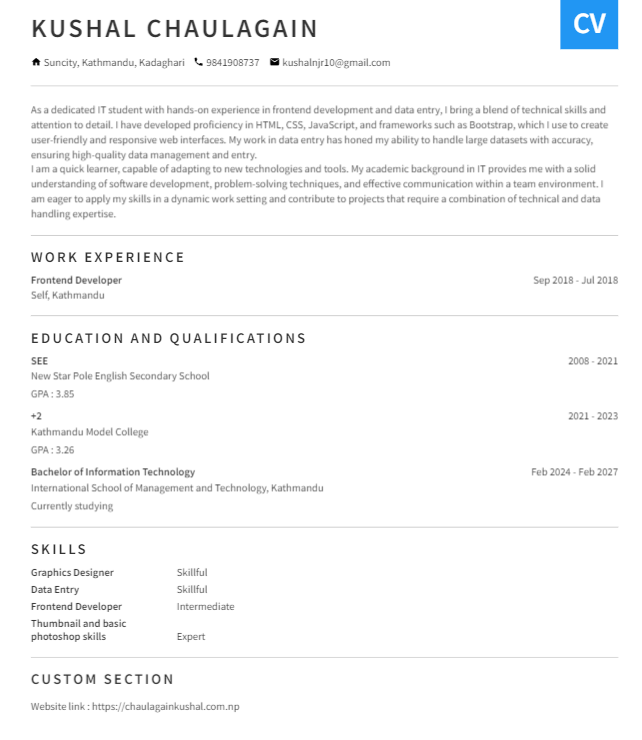 KUSHAL CHAULAGAIN
CV
Suncity, Kathmandu, Kadaghari 9841908737 kushalnjr10@gmail.com
As a dedicated IT student with hands-on experience in frontend development and data entry, I bring a blend of technical skills and
attention to detail. I have developed proficiency in HTML, CSS, JavaScript, and frameworks such as Bootstrap, which I use to create
user-friendly and responsive web interfaces. My work in data entry has honed my ability to handle large datasets with accuracy,
ensuring high-quality data management and entry.
I am a quick learner, capable of adapting to new technologies and tools. My academic background in IT provides me with a solid
understanding of software development, problem-solving techniques, and effective communication within a team environment. I
am eager to apply my skills in a dynamic work setting and contribute to projects that require a combination of technical and data
handling expertise.
WORK EXPERIENCE
Frontend Developer Sep 2018 - Jul 2018
Self, Kathmandu
EDUCATION AND QUALIFICATIONS
SEE 2008 - 2021
New Star Pole English Secondary School
GPA : 3.85
+2 2021 - 2023
Kathmandu Model College
GPA : 3.26
Bachelor of Information Technology Feb 2024 - Feb 2027
International School of Management and Technology, Kathmandu
Currently studying
SKILLS
Graphics Designer Skillful
Data Entry Skillful
Frontend Developer Intermediate
Thumbnail and basic
photoshop skills Expert
CUSTOM SECTION
Website link : https://chaulagainkushal.com.np